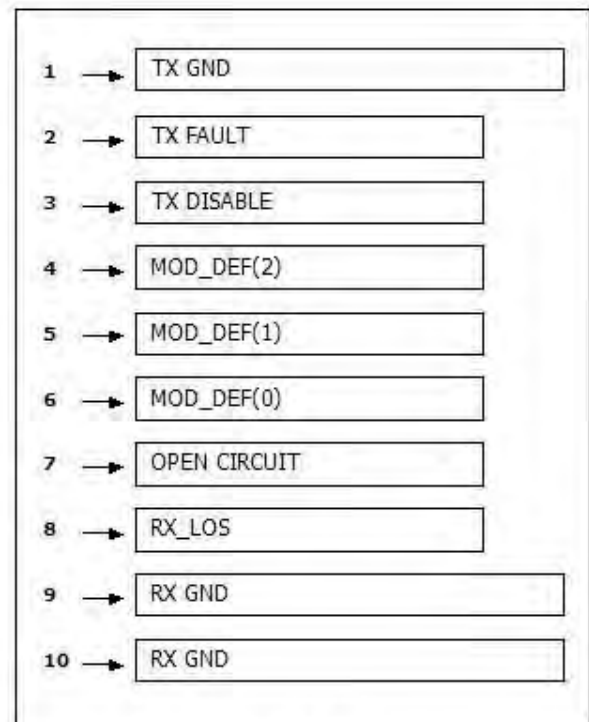 1 TX GND
2 TX FAULT
3 TX DISABLE
4 MOD_DEF(2)
5 MOD_DEF(1)
6 MOD_DEF(0)
7 OPEN CIRCUIT
8 RX_LOS
9 RX GND
10 RX GND